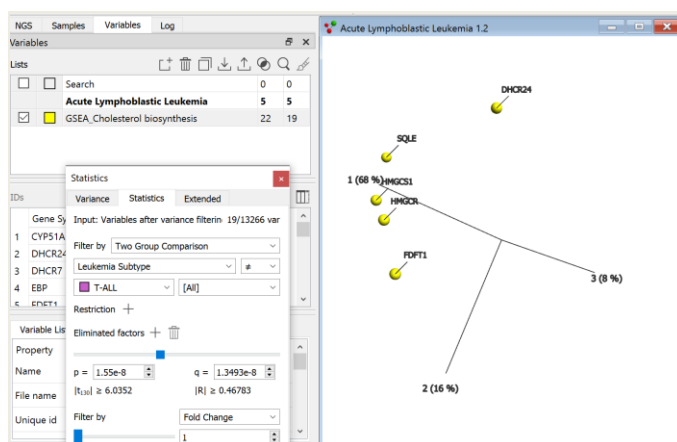 NGS Samples Variables Log
Variables
Lists
Search 0 0
Acute Lymphoblastic Leukemia 5 5
GSEA_Cholesterol biosynthesis 22 19
IDs
Gene Sy
1 CYP51A
2 DHCR24
3 DHCR7
4 EBP
5 FDFT1
Variable Lis
Property
Name
File name
Unique id
Statistics
Variance Statistics Extended
Input: Variables after variance filtering 19/13266 var
Filter by Two Group Comparison
Leukemia Subtype ≠
T-ALL [All]
Restriction
Eliminated factors
p = 1.55e-8 q = 1.3493e-8
|t₁₃₀| ≥ 6.0352 |R| ≥ 0.46783
Filter by Fold Change
1
Acute Lymphoblastic Leukemia 1.2
DHCR24
SQLE
1 (68 %)
HMGCS1
HMGCR
FDFT1
3 (8 %)
2 (16 %)